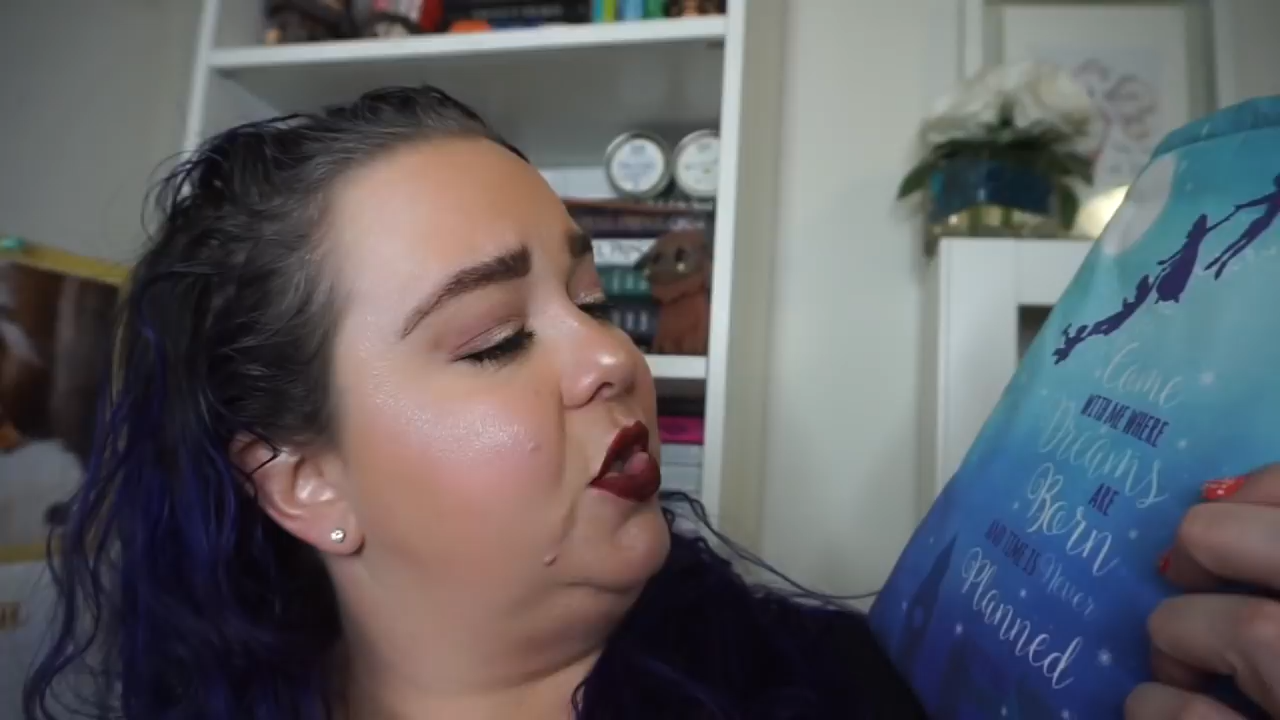 Come
WITH ME WHERE
Dreams
ARE
Born
AND TIME IS Never
Planned